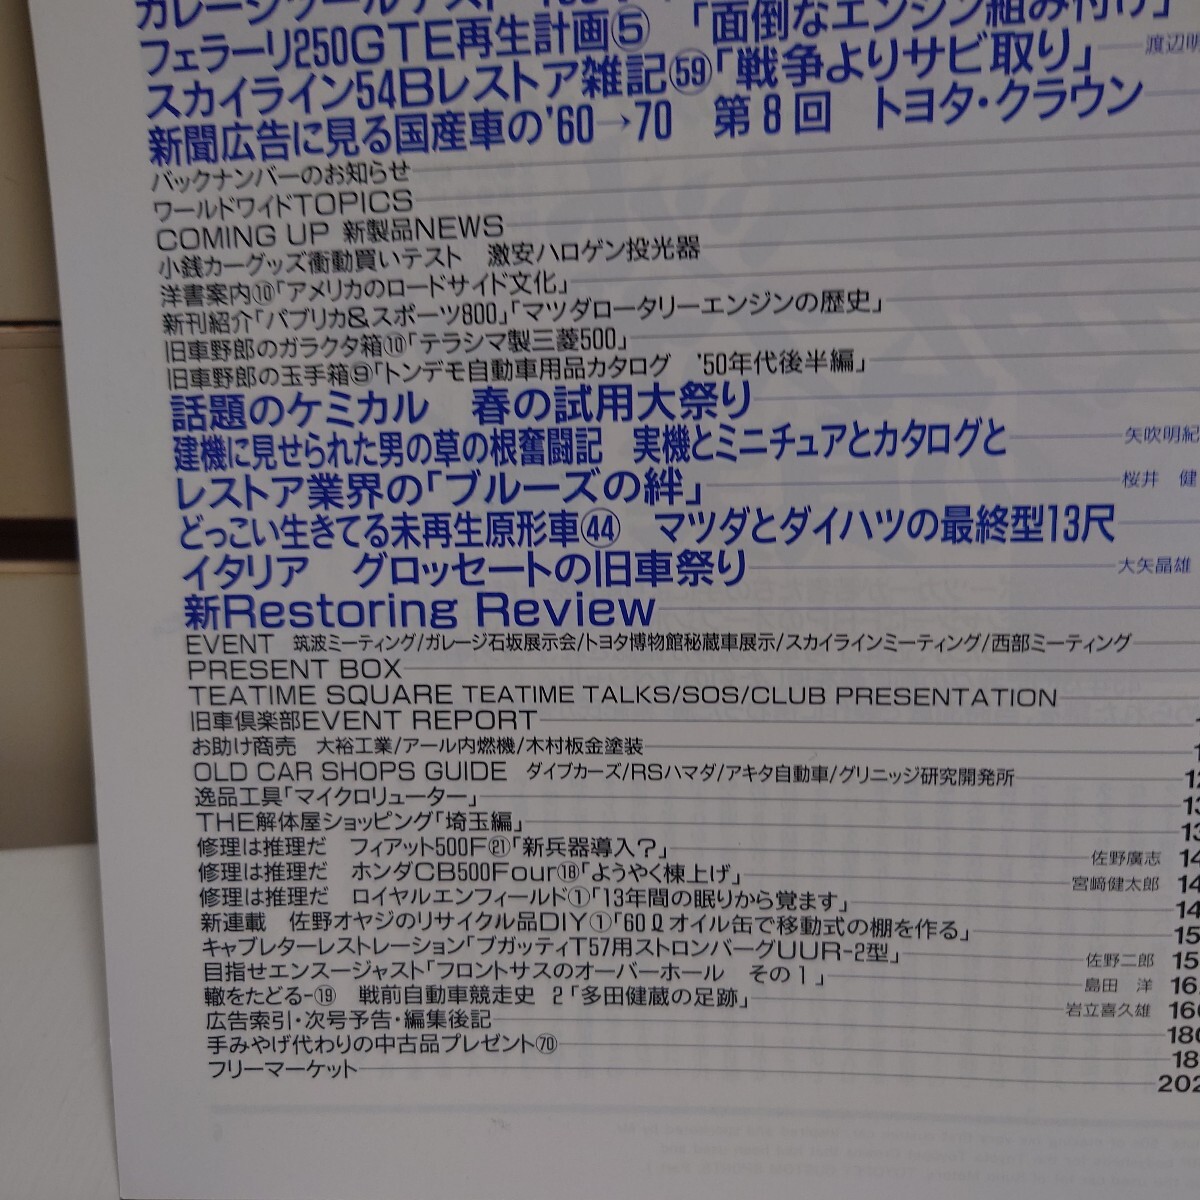 ガレージツールテスト
フェラーリ250GTE再生計画⑤ 「面倒なエンジン組み付け」
スカイライン54Bレストア雑記㊾「戦争よりサビ取り」 渡辺明
新聞広告に見る国産車の'60→70 第8回 トヨタ・クラウン
バックナンバーのお知らせ
ワールドワイドTOPICS
COMING UP 新製品NEWS
小銭カーグッズ衝動買いテスト 激安ハロゲン投光器
洋書案内⑩「アメリカのロードサイド文化」
新刊紹介「パブリカ&スポーツ800」「マツダロータリーエンジンの歴史」
旧車野郎のガラクタ箱⑩「テラシマ製三菱500」
旧車野郎の玉手箱⑨「トンデモ自動車用品カタログ '50年代後半編」
話題のケミカル 春の試用大祭り
建機に見せられた男の草の根奮闘記 実機とミニチュアとカタログと 矢吹明紀
レストア業界の「ブルーズの絆」 桜井 健
どっこい生きてる未再生原形車㊹ マツダとダイハツの最終型13尺
イタリア グロッセートの旧車祭り 大矢晶雄
新Restoring Review
EVENT 筑波ミーティング/ガレージ石坂展示会/トヨタ博物館秘蔵車展示/スカイラインミーティング/西部ミーティング
PRESENT BOX
TEATIME SQUARE TEATIME TALKS/SOS/CLUB PRESENTATION
旧車倶楽部EVENT REPORT
お助け商売 大裕工業/アール内燃機/木村板金塗装
OLD CAR SHOPS GUIDE ダイブカーズ/RSハマダ/アキタ自動車/グリニッジ研究開発所
逸品工具「マイクロリューター」
THE解体屋ショッピング「埼玉編」
修理は推理だ フィアット500F㉑「新兵器導入?」 佐野廣志
修理は推理だ ホンダCB500Four⑱「ようやく棟上げ」 宮﨑健太郎
修理は推理だ ロイヤルエンフィールド①「13年間の眠りから覚ます」
新連載 佐野オヤジのリサイクル品DIY①「60ℓオイル缶で移動式の棚を作る」
キャブレターレストレーション「ブガッティT57用ストロンバーグUUR-2型」 佐野二郎
目指せエンスージャスト「フロントサスのオーバーホール その1」 島田 洋
轍をたどる-⑲ 戦前自動車競走史 2「多田健蔵の足跡」 岩立喜久雄
広告索引・次号予告・編集後記
手みやげ代わりの中古品プレゼント㊆
フリーマーケット 202